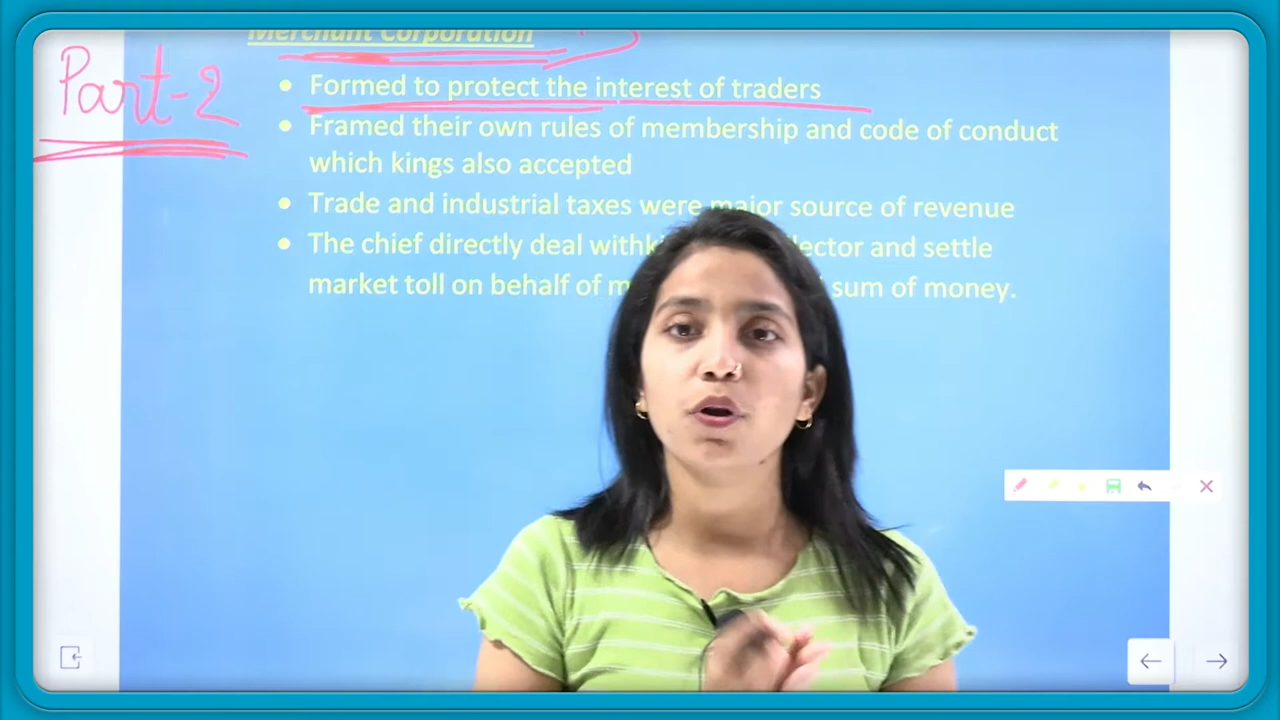 Merchant Corporation
Part-2
Formed to protect the interest of traders
Framed their own rules of membership and code of conduct
which kings also accepted
Trade and industrial taxes were major source of revenue
The chief directly deal with and settle
market toll on behalf of sum of money.